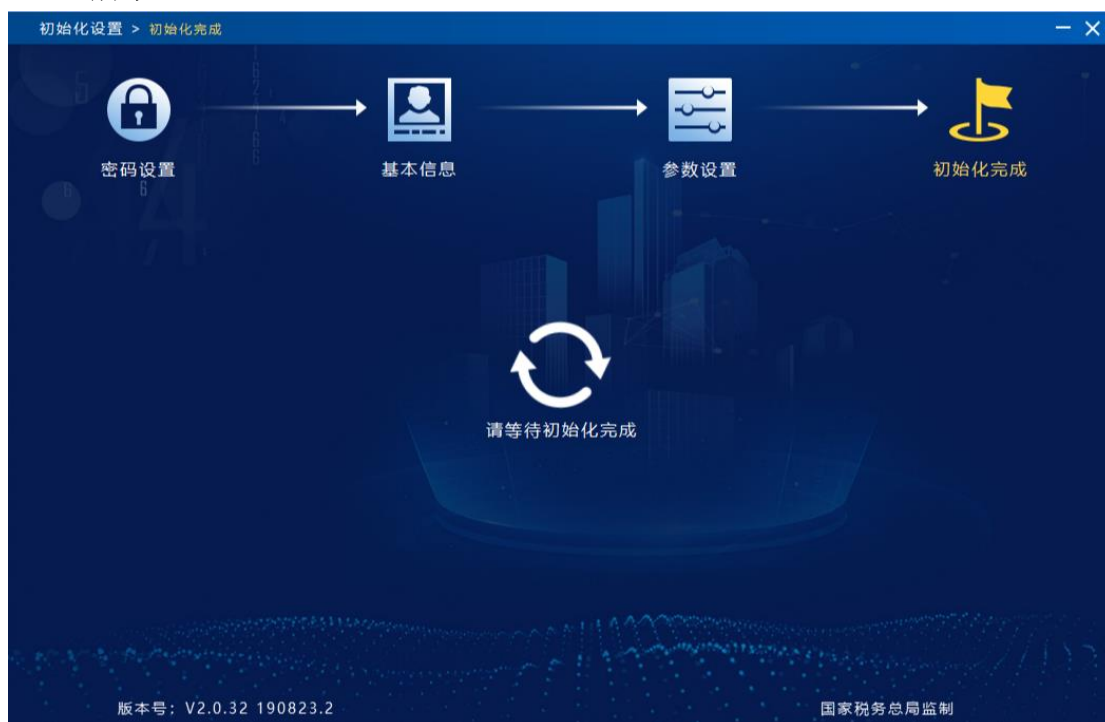 初始化设置 > 初始化完成
密码设置
基本信息
参数设置
初始化完成
请等待初始化完成
版本号：V2.0.32 190823.2
国家税务总局监制